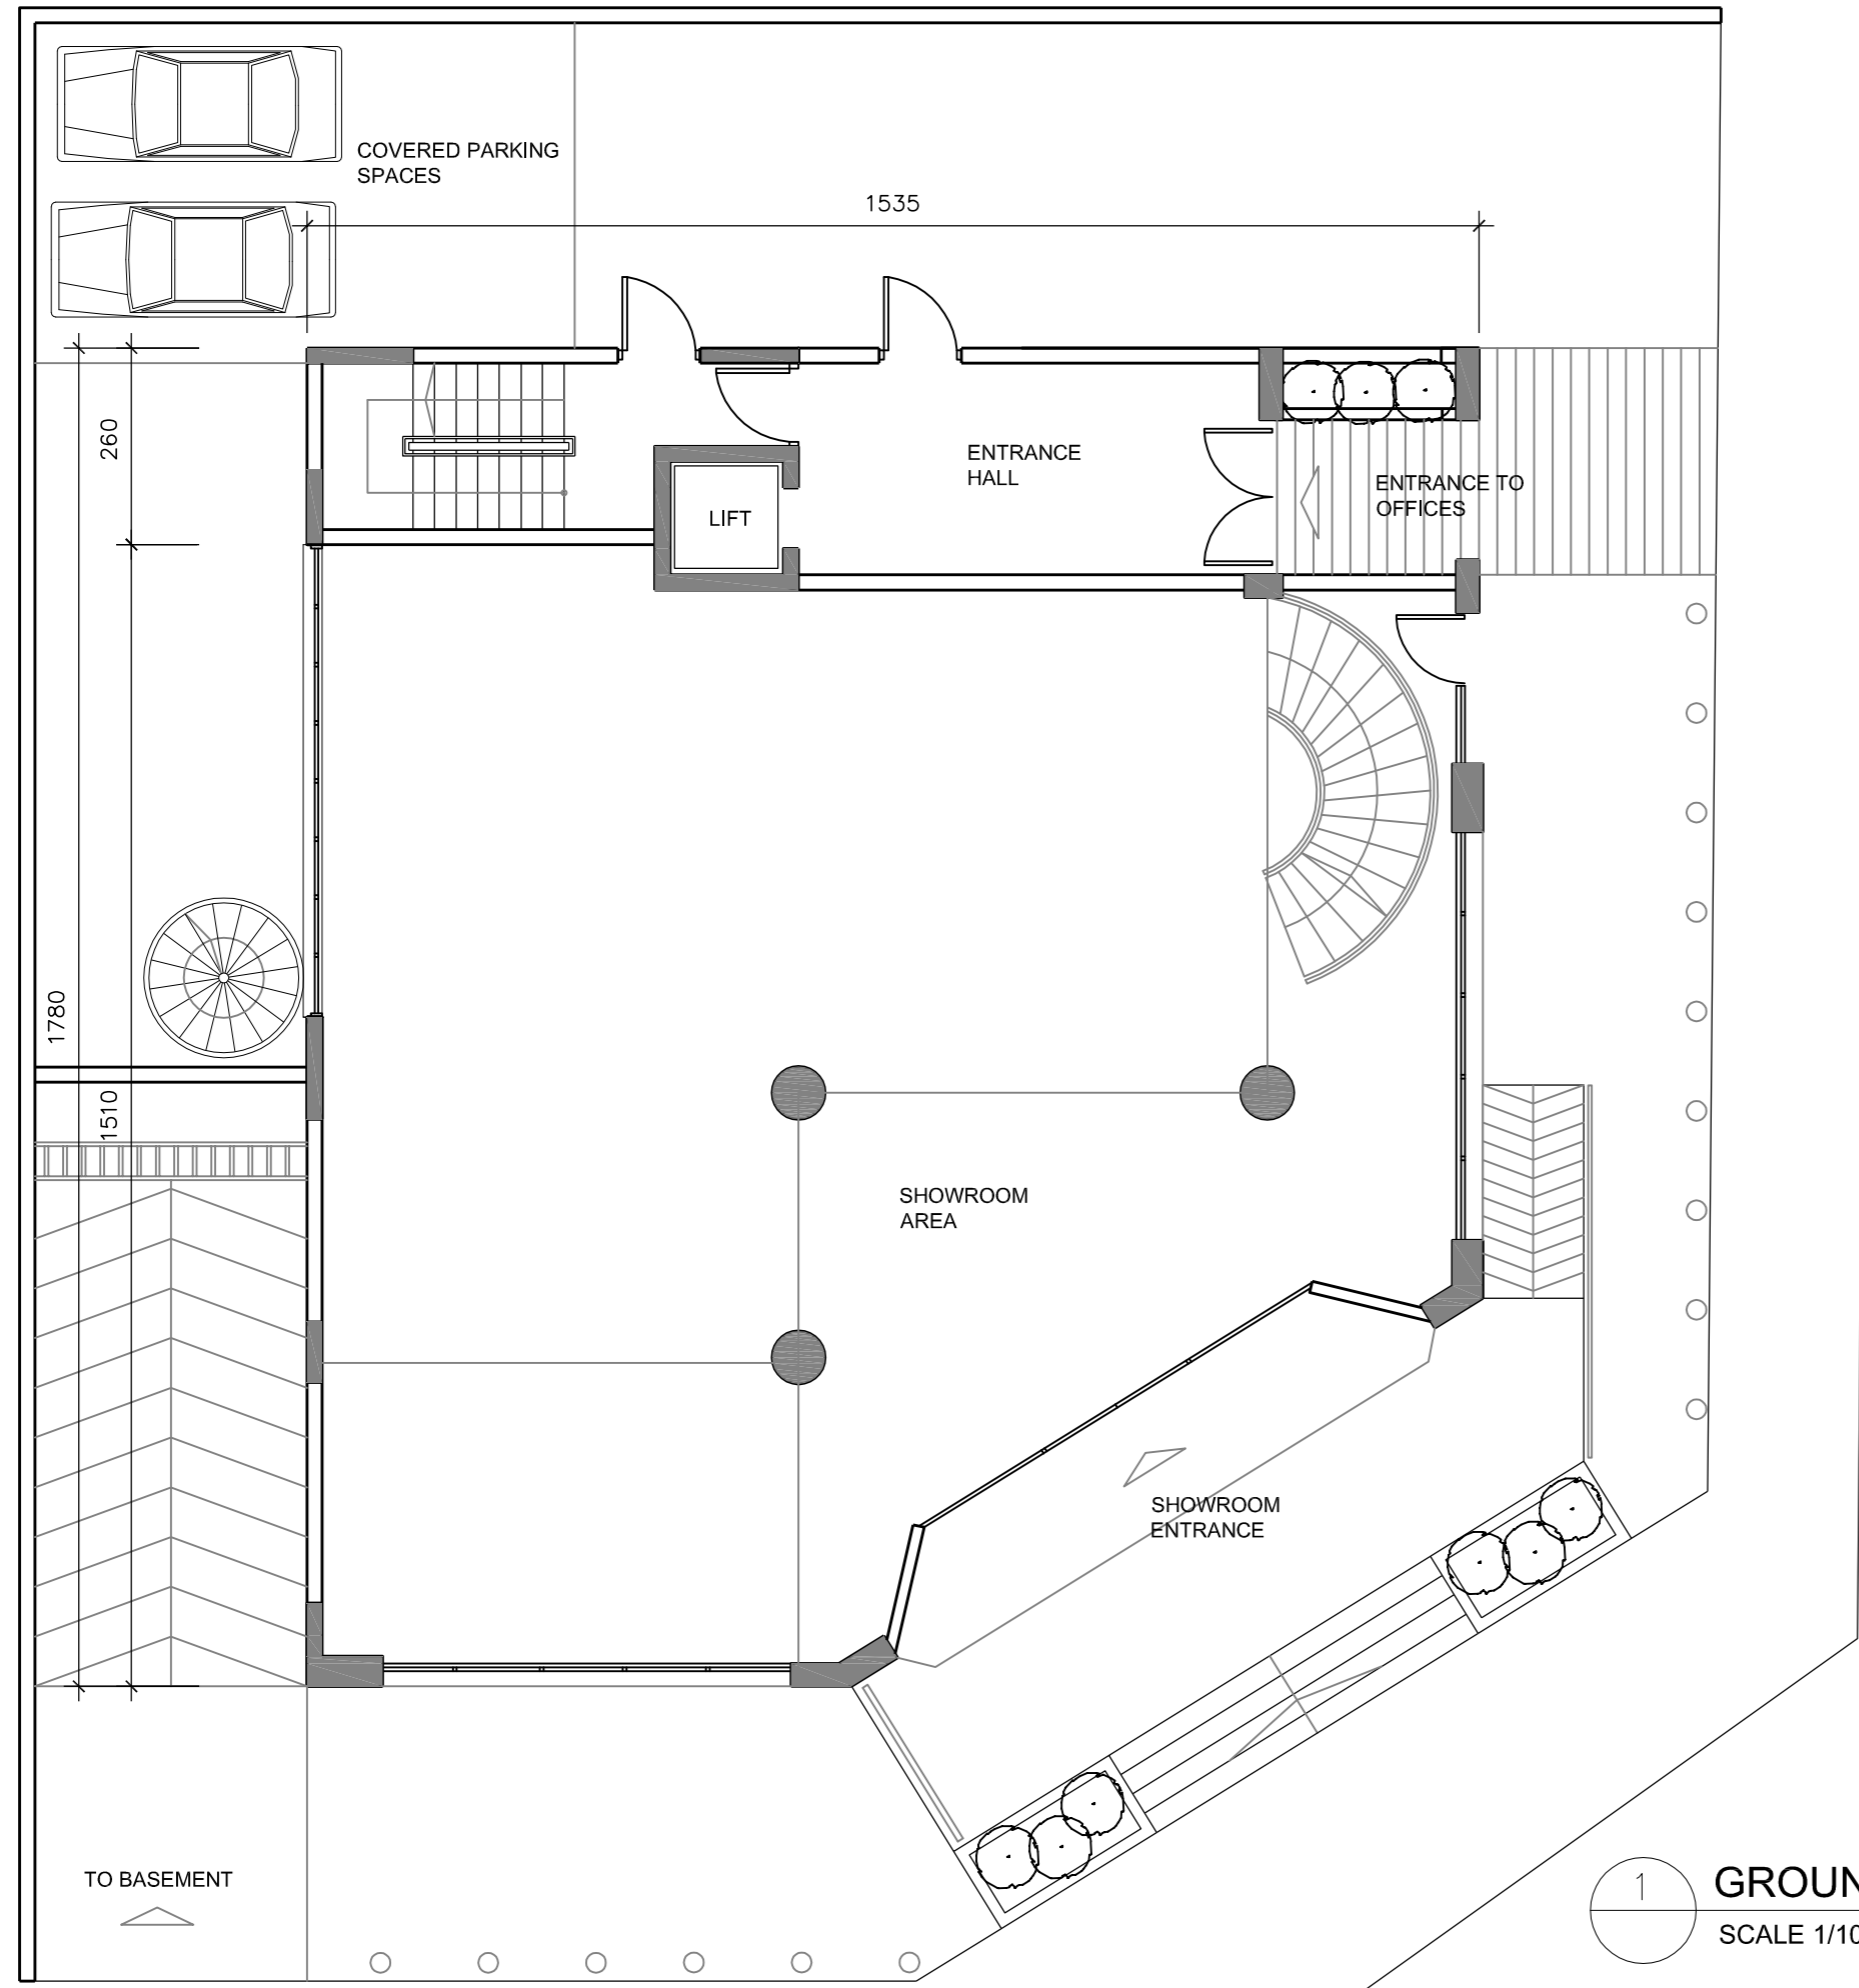 COVERED PARKING
SPACES
1535
260
ENTRANCE
HALL
ENTRANCE TO
OFFICES
LIFT
1780
1510
SHOWROOM
AREA
SHOWROOM
ENTRANCE
TO BASEMENT
1
GROUN
SCALE 1/10